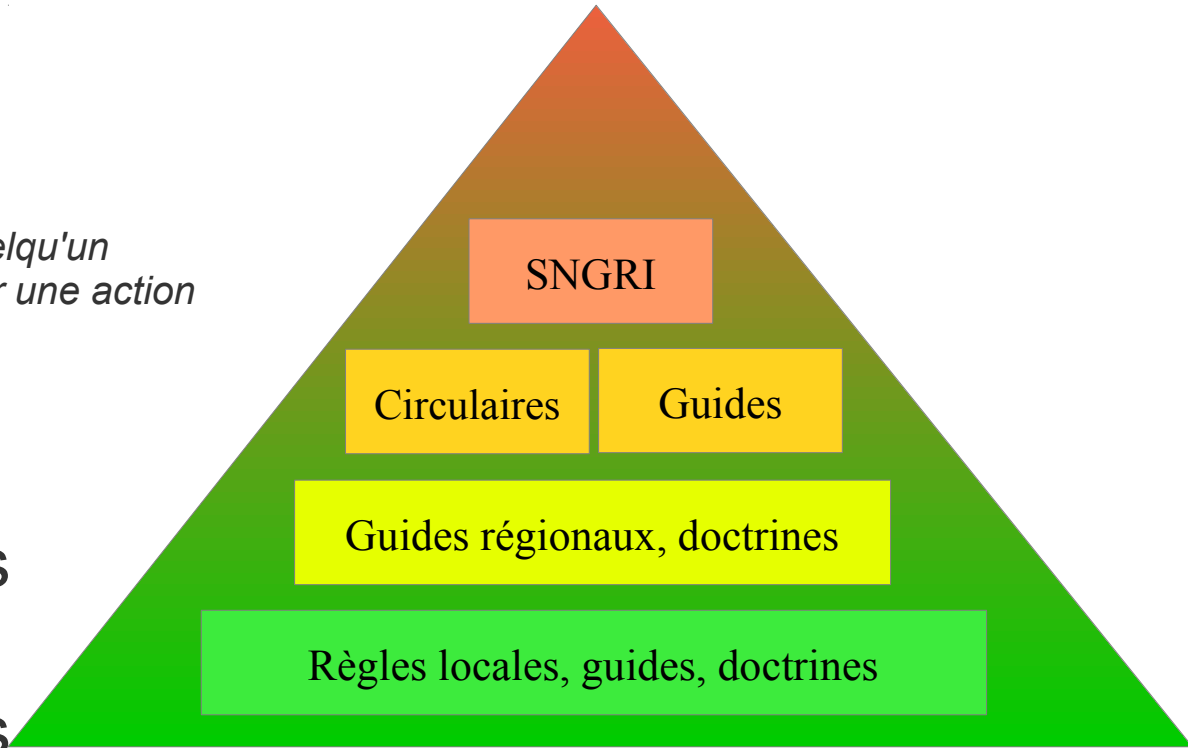 elqu'un
r une action
s
s
SNGRI
Circulaires
Guides
Guides régionaux, doctrines
Règles locales, guides, doctrines